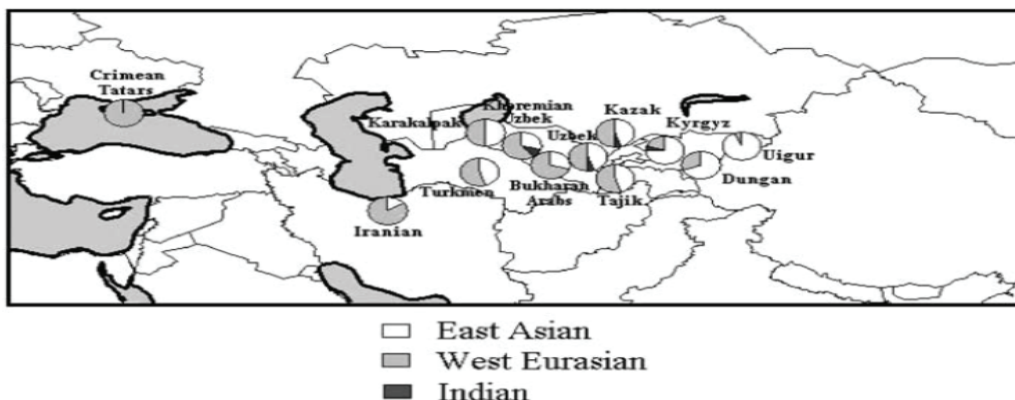 Crimean
Tatars
Khoremian
Uzbek
Karakalpak
Kazak
Kyrgyz
Uzbek
Uigur
Dungan
Turkmen
Bukharan
Arabs
Tajik
Iranian
East Asian
West Eurasian
Indian